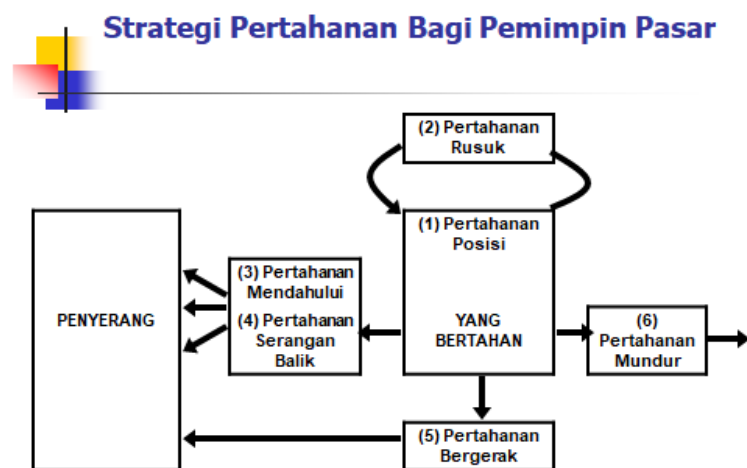 Strategi Pertahanan Bagi Pemimpin Pasar
(2) Pertahanan
Rusuk
(1) Pertahanan
Posisi
(3) Pertahanan
Mendahului
PENYERANG
(4) Pertahanan
Serangan
Balik
YANG
BERTAHAN
(6)
Pertahanan
Mundur
(5) Pertahanan
Bergerak